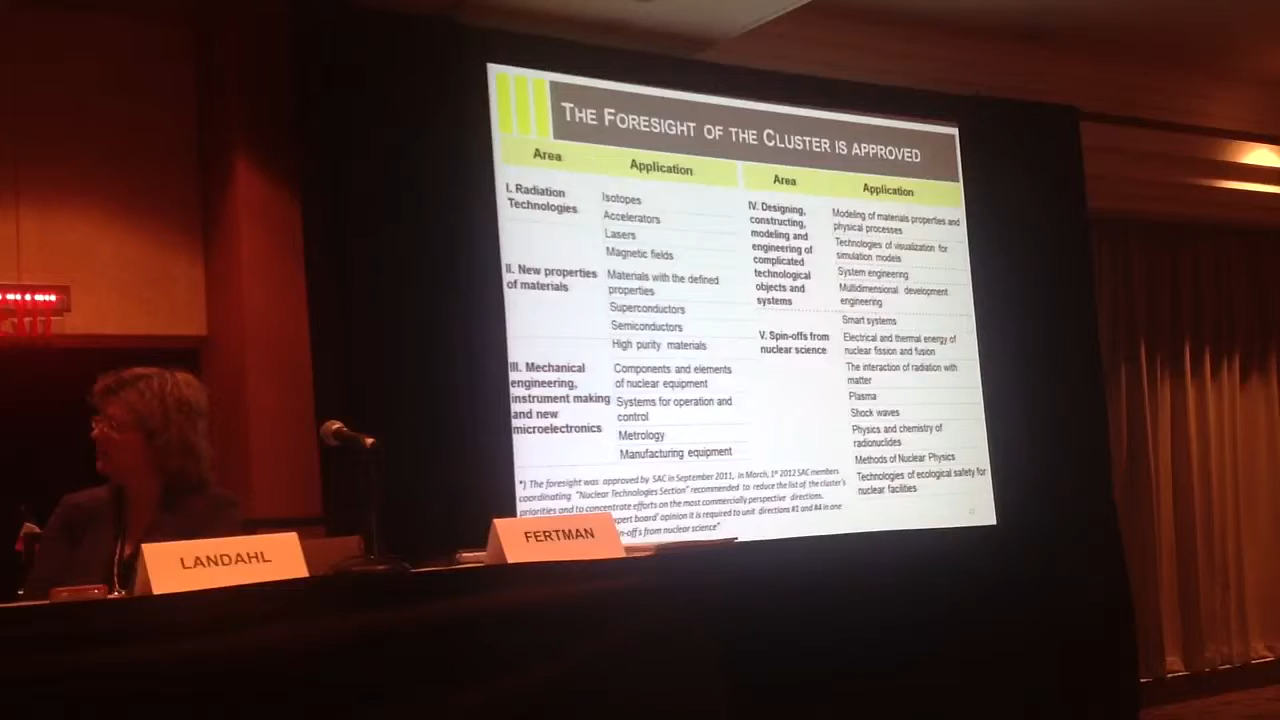 THE FORESIGHT OF THE CLUSTER IS APPROVED
Area
Application
I. Radiation
Technologies
Isotopes
Accelerators
Lasers
Magnetic fields
II. New properties
of materials
Materials with the defined
properties
Superconductors
Semiconductors
High purity materials
III. Mechanical
engineering,
instrument making
and new
microelectronics
Components and elements
of nuclear equipment
Systems for operation and
control
Metrology
Manufacturing equipment
Area
Application
IV. Designing,
constructing,
modeling and
engineering of
complicated
technological
objects and
systems
Modeling of materials properties and
physical processes
Technologies of visualization for
simulation models
System engineering
Multidimensional development
engineering
Smart systems
V. Spin-offs from
nuclear science
Electrical and thermal energy of
nuclear fission and fusion
The interaction of radiation with
matter
Plasma
Shock waves
Physics and chemistry of
radionuclides
Methods of Nuclear Physics
Technologies of ecological safety for
nuclear facilities
*) The foresight was approved by SAC in September 2011, in March, 1st 2012 SAC members
coordinating "Nuclear Technologies Section" recommended to reduce the list of the cluster's
priorities and to concentrate efforts on the most commercially perspective directions.
board' opinion it is required to unit directions #1 and #4 in one
from nuclear science"
LANDAHL
FERTMAN